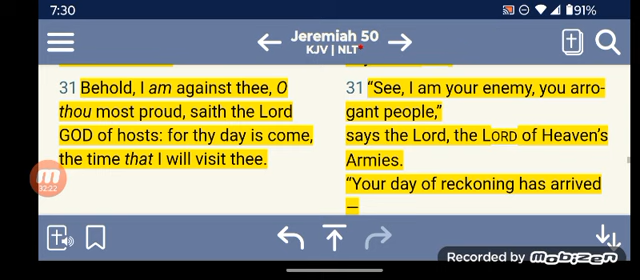 7:30
91%
Jeremiah 50
KJV | NLT
31 Behold, I am against thee, O
thou most proud, saith the Lord
GOD of hosts: for thy day is come,
the time that I will visit thee.
31 “See, I am your enemy, you arro-
gant people,”
says the Lord, the LORD of Heaven’s
Armies.
“Your day of reckoning has arrived
—
02:22
Recorded by mobizen